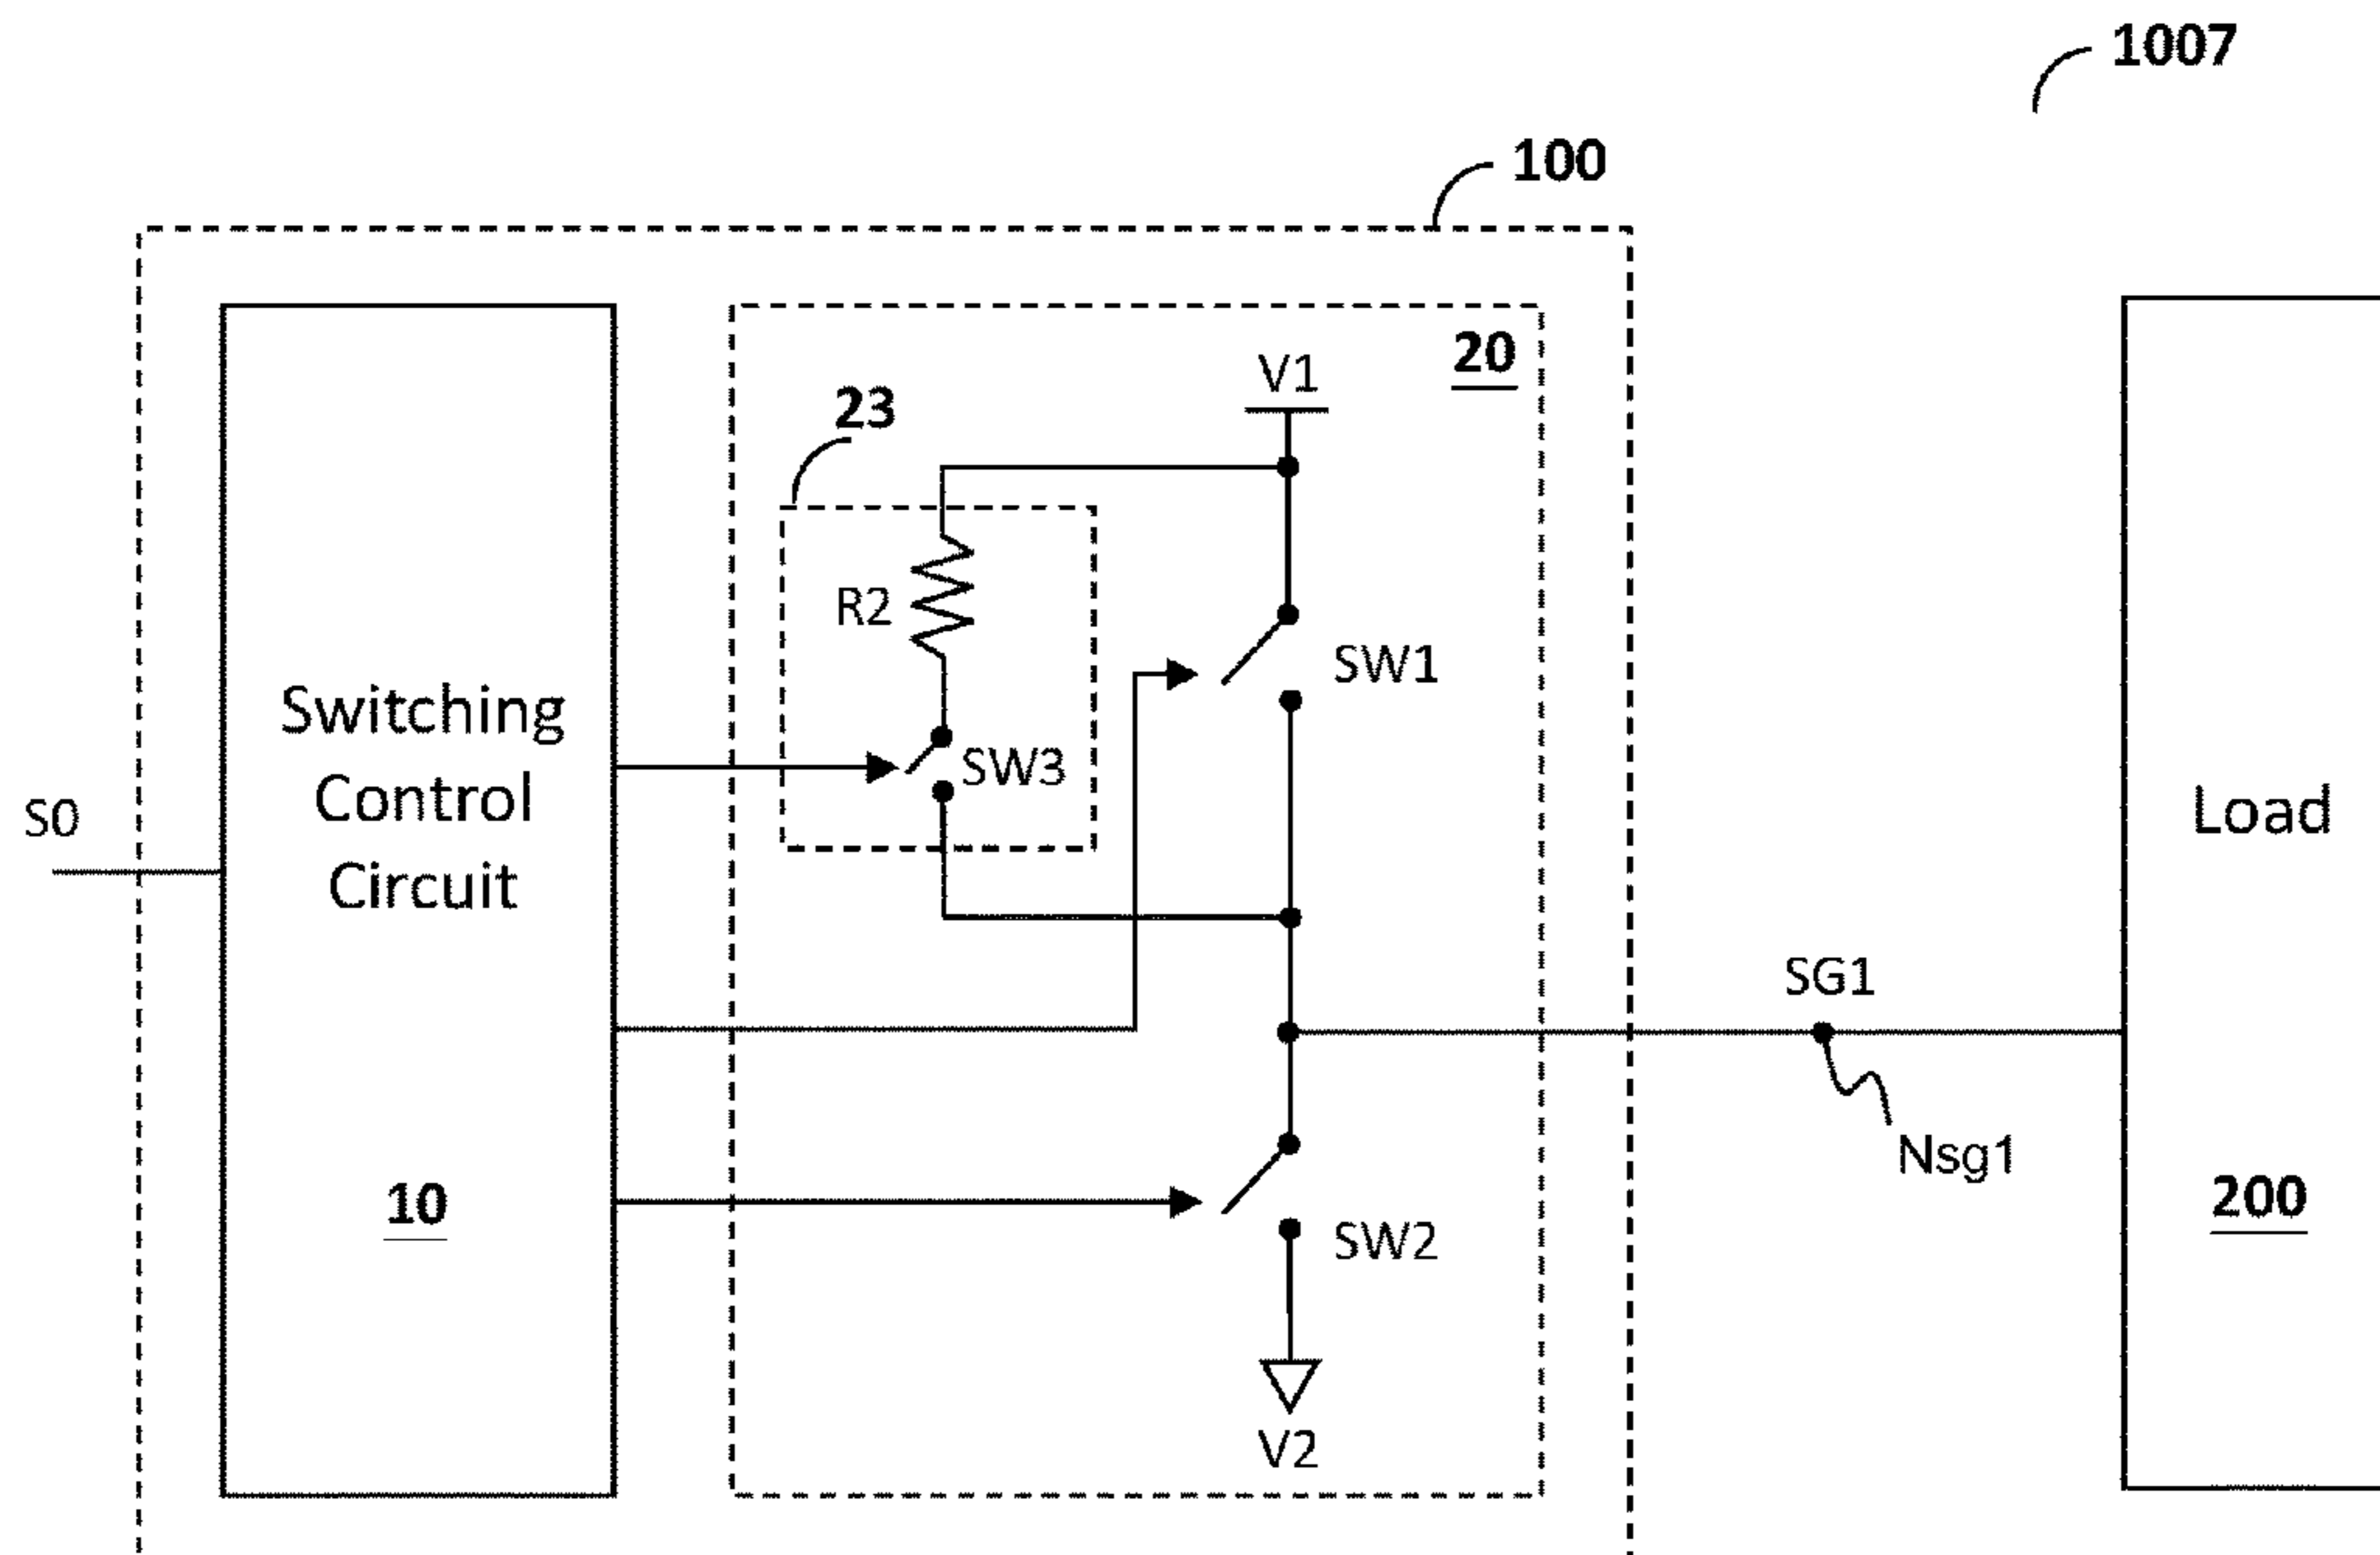 1007
100
20
V1
23
R2
SW1
Switching
Control
Circuit
SW3
S0
Load
SG1
Nsg1
10
200
SW2
V2